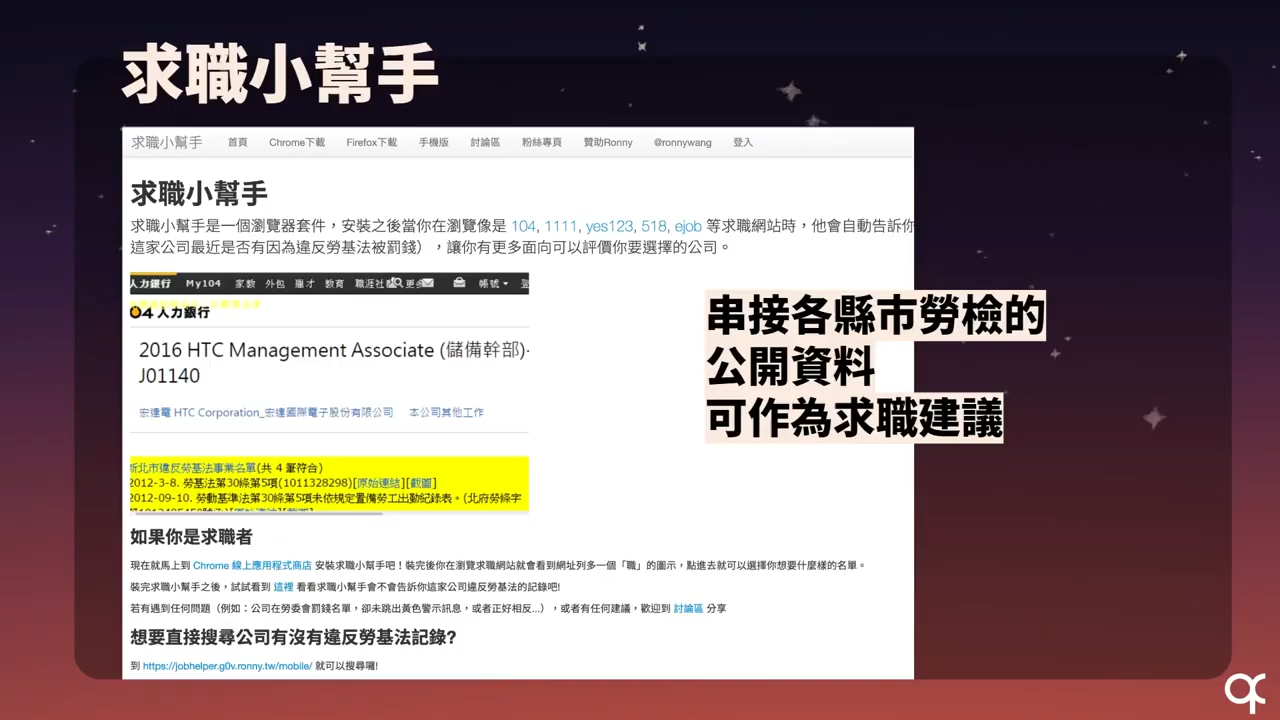 求職小幫手
求職小幫手 首頁 Chrome下載 Firefox下載 手機版 討論區 粉絲專頁 贊助Ronny @ronnywang 登入
求職小幫手
求職小幫手是一個瀏覽器套件，安裝之後當你在瀏覽像是 104, 1111, yes123, 518, ejob 等求職網站時，他會自動告訴你
這家公司最近是否有因為違反勞基法被罰錢），讓你有更多面向可以評價你要選擇的公司。
人力銀行 My104 家教 外包 獵才 教育 職涯社 更多 帳號
104 人力銀行
2016 HTC Management Associate (儲備幹部)-
J01140
宏達電 HTC Corporation_宏達國際電子股份有限公司 本公司其他工作
串接各縣市勞檢的
公開資料
可作為求職建議
新北市違反勞基法事業名單(共 4 筆符合)
2012-3-8. 勞基法第30條第5項(1011328298)[原始連結][截圖]
2012-09-10. 勞動基準法第30條第5項未依規定置備勞工出勤紀錄表。(北府勞條字
如果你是求職者
現在就馬上到 Chrome 線上應用程式商店 安裝求職小幫手吧！裝完後你在瀏覽求職網站就會看到網址列多一個「職」的圖示，點進去就可以選擇你想要什麼樣的名單。
裝完求職小幫手之後，試試看到 這裡 看看求職小幫手會不會告訴你這家公司違反勞基法的記錄吧!
若有遇到任何問題（例如：公司在勞委會罰錢名單，卻未跳出黃色警示訊息，或者正好相反...），或者有任何建議，歡迎到 討論區 分享
想要直接搜尋公司有沒有違反勞基法記錄?
到 https://jobhelper.g0v.ronny.tw/mobile/ 就可以搜尋囉!